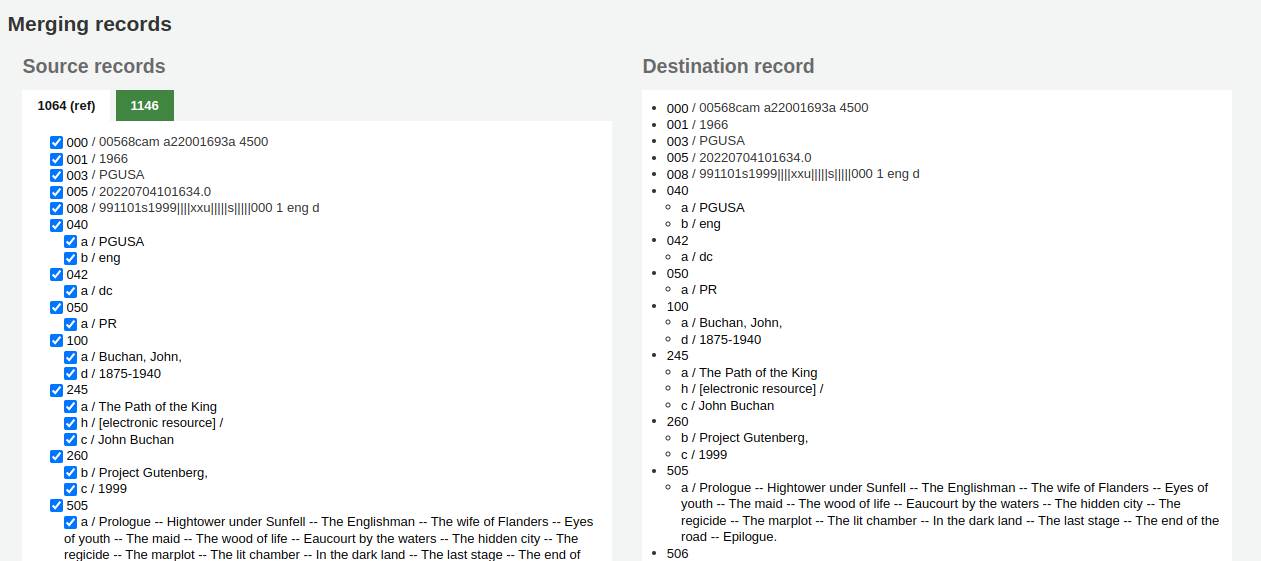 Merging records
Source records
1064 (ref)
1146
000 / 00568cam a22001693a 4500
001 / 1966
003 / PGUSA
005 / 20220704101634.0
008 / 991101s1999||||xxu|||||s|||||000 1 eng d
040
a / PGUSA
b / eng
042
a / dc
050
a / PR
100
a / Buchan, John,
d / 1875-1940
245
a / The Path of the King
h / [electronic resource] /
c / John Buchan
260
b / Project Gutenberg,
c / 1999
505
a / Prologue -- Hightower under Sunfell -- The Englishman -- The wife of Flanders -- Eyes
of youth -- The maid -- The wood of life -- Eaucourt by the waters -- The hidden city -- The
regicide -- The marplot -- The lit chamber -- In the dark land -- The last stage -- The end of
Destination record
000 / 00568cam a22001693a 4500
001 / 1966
003 / PGUSA
005 / 20220704101634.0
008 / 991101s1999||||xxu|||||s|||||000 1 eng d
040
a / PGUSA
b / eng
042
a / dc
050
a / PR
100
a / Buchan, John,
d / 1875-1940
245
a / The Path of the King
h / [electronic resource] /
c / John Buchan
260
b / Project Gutenberg,
c / 1999
505
a / Prologue -- Hightower under Sunfell -- The Englishman -- The wife of Flanders -- Eyes of
youth -- The maid -- The wood of life -- Eaucourt by the waters -- The hidden city -- The
regicide -- The marplot -- The lit chamber -- In the dark land -- The last stage -- The end of the
road -- Epilogue.
506